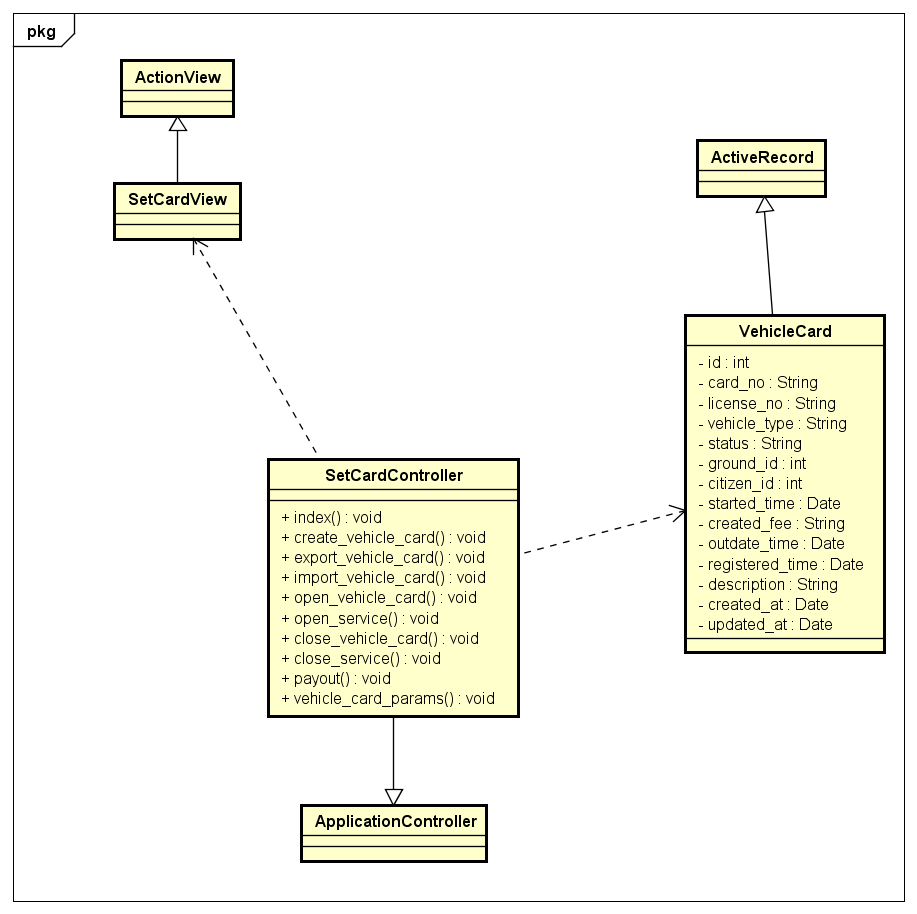 pkg
ActionView
ActiveRecord
SetCardView
VehicleCard
- id : int
- card_no : String
- license_no : String
- vehicle_type : String
- status : String
- ground_id : int
- citizen_id : int
- started_time : Date
- created_fee : String
- outdate_time : Date
- registered_time : Date
- description : String
- created_at : Date
- updated_at : Date
SetCardController
+ index() : void
+ create_vehicle_card() : void
+ export_vehicle_card() : void
+ import_vehicle_card() : void
+ open_vehicle_card() : void
+ open_service() : void
+ close_vehicle_card() : void
+ close_service() : void
+ payout() : void
+ vehicle_card_params() : void
ApplicationController